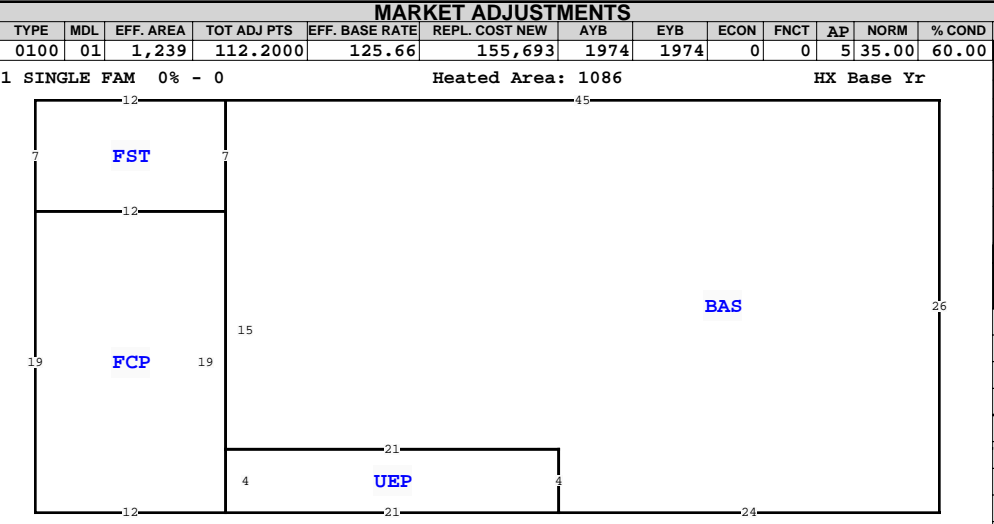 MARKET ADJUSTMENTS
TYPE MDL EFF. AREA TOT ADJ PTS EFF. BASE RATE REPL. COST NEW AYB EYB ECON FNCT AP NORM % COND
0100 01 1,239 112.2000 125.66 155,693 1974 1974 0 0 5 35.00 60.00
1 SINGLE FAM 0% - 0 Heated Area: 1086 HX Base Yr
12 45
7 FST 7
12
BAS 26
15
19 FCP 19
21
4 UEP 4
12 21 24